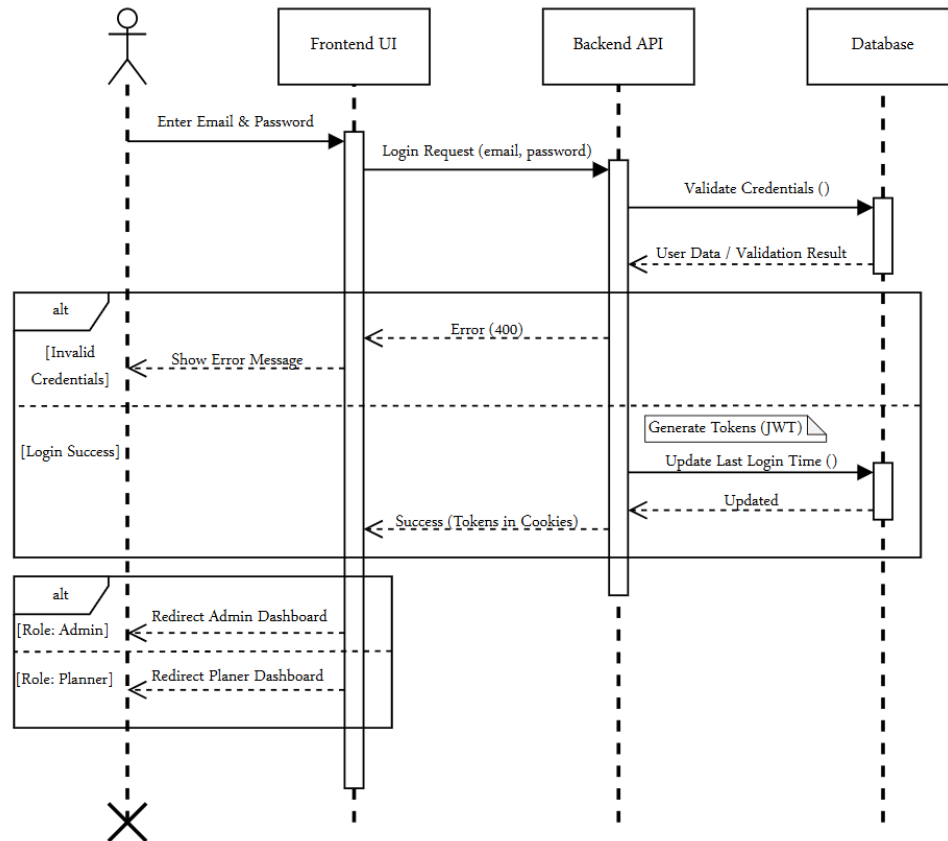 Frontend UI
Backend API
Database
Enter Email & Password
Login Request (email, password)
Validate Credentials ()
User Data / Validation Result
alt
Error (400)
[Invalid
Credentials]
Show Error Message
Generate Tokens (JWT)
[Login Success]
Update Last Login Time ()
Updated
Success (Tokens in Cookies)
alt
Redirect Admin Dashboard
[Role: Admin]
Redirect Planer Dashboard
[Role: Planner]